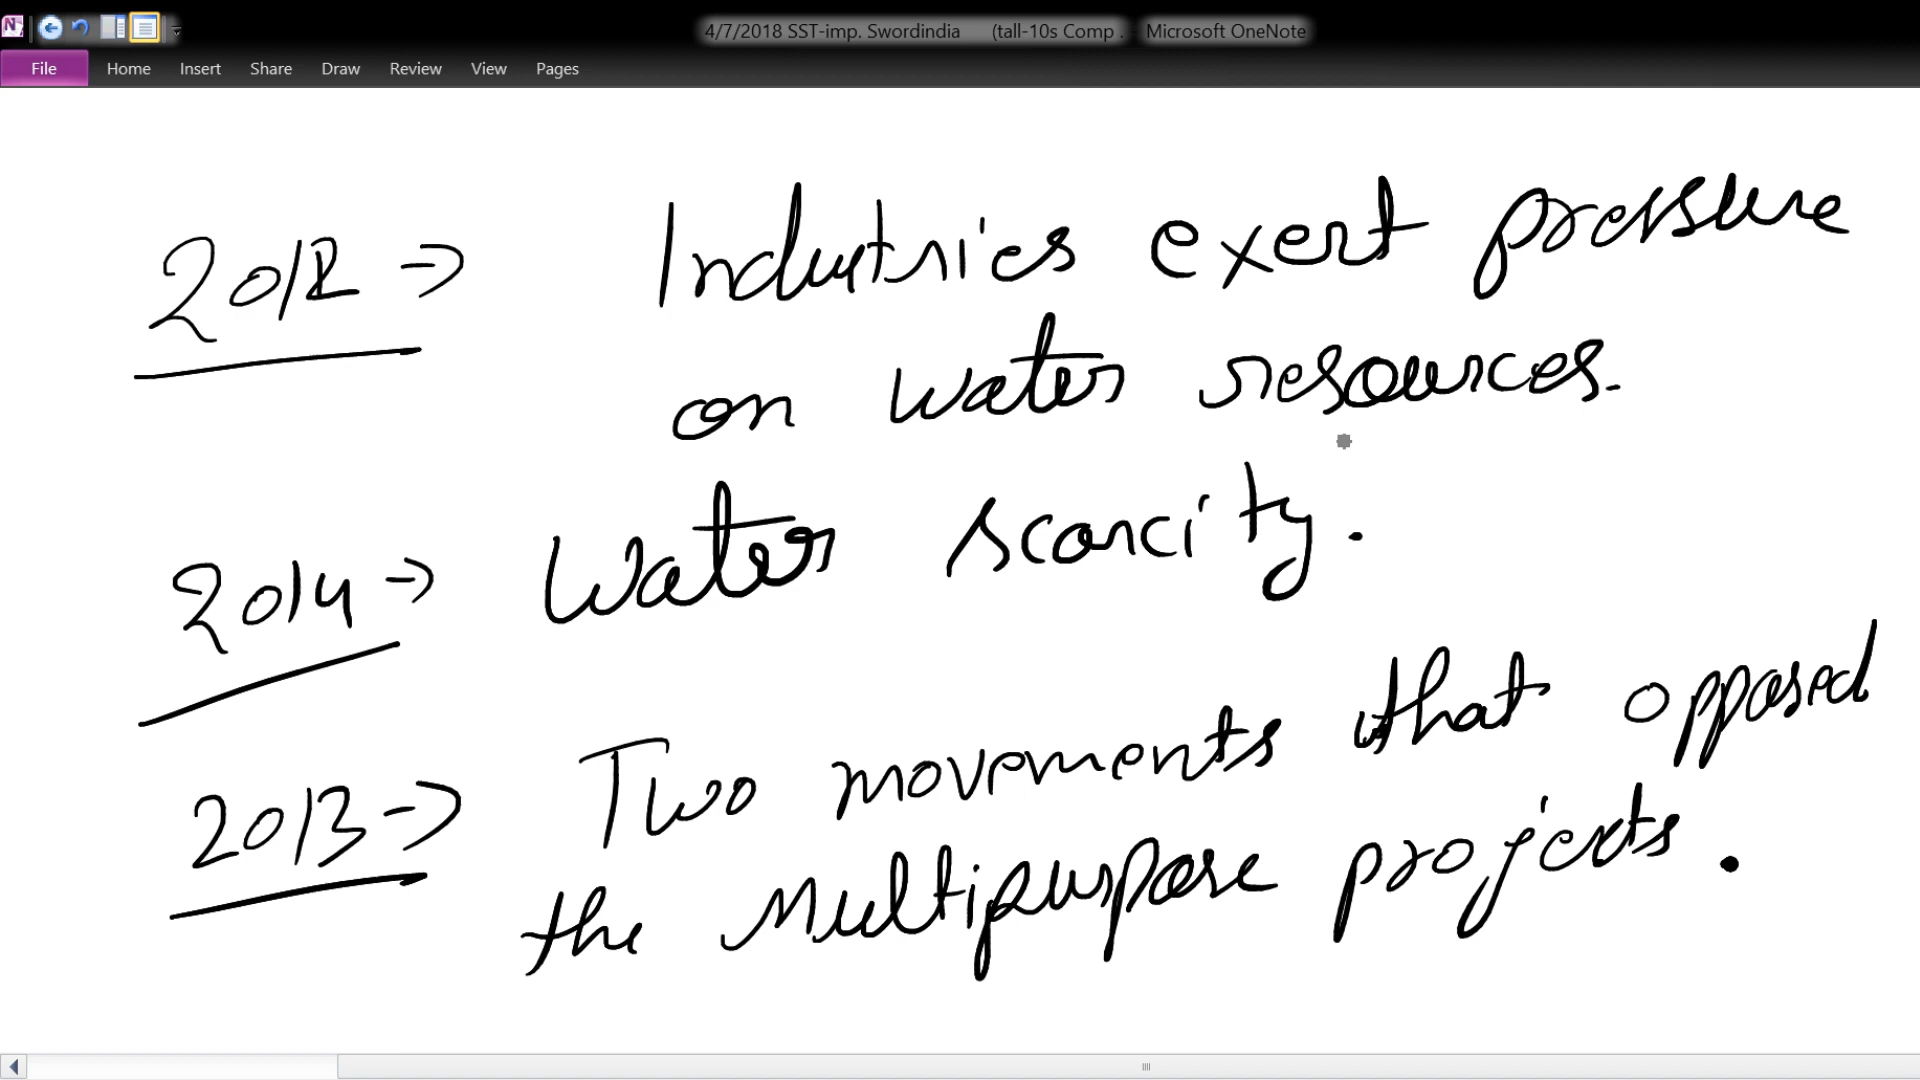 4/7/2018 SST-imp. Swordindia (tall-10s Comp . - Microsoft OneNote
File Home Insert Share Draw Review View Pages
2012 → Industries exert pressure
on water resources.
2014 → Water scarcity.
2013 → Two movements that opposed
the Multipurpose projects.